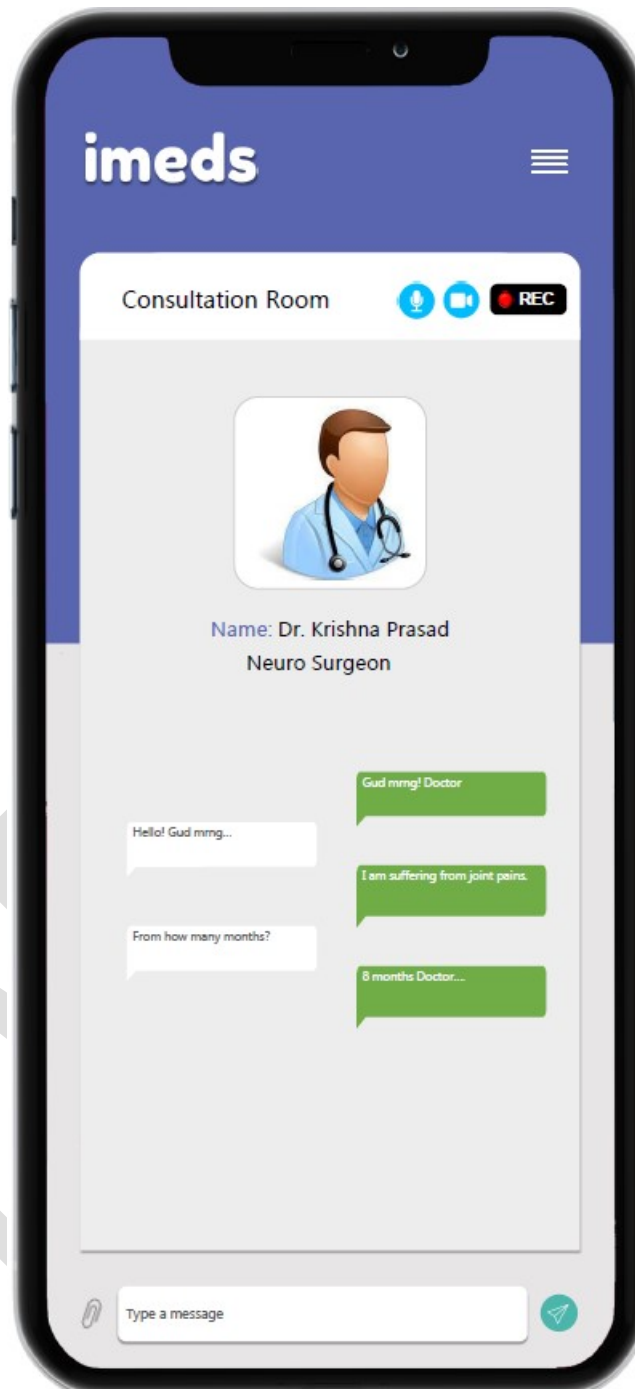 imeds
Consultation Room
REC
Name: Dr. Krishna Prasad
Neuro Surgeon
Gud mrng! Doctor
Hello! Gud mrng...
I am suffering from joint pains.
From how many months?
8 months Doctor....
Type a message